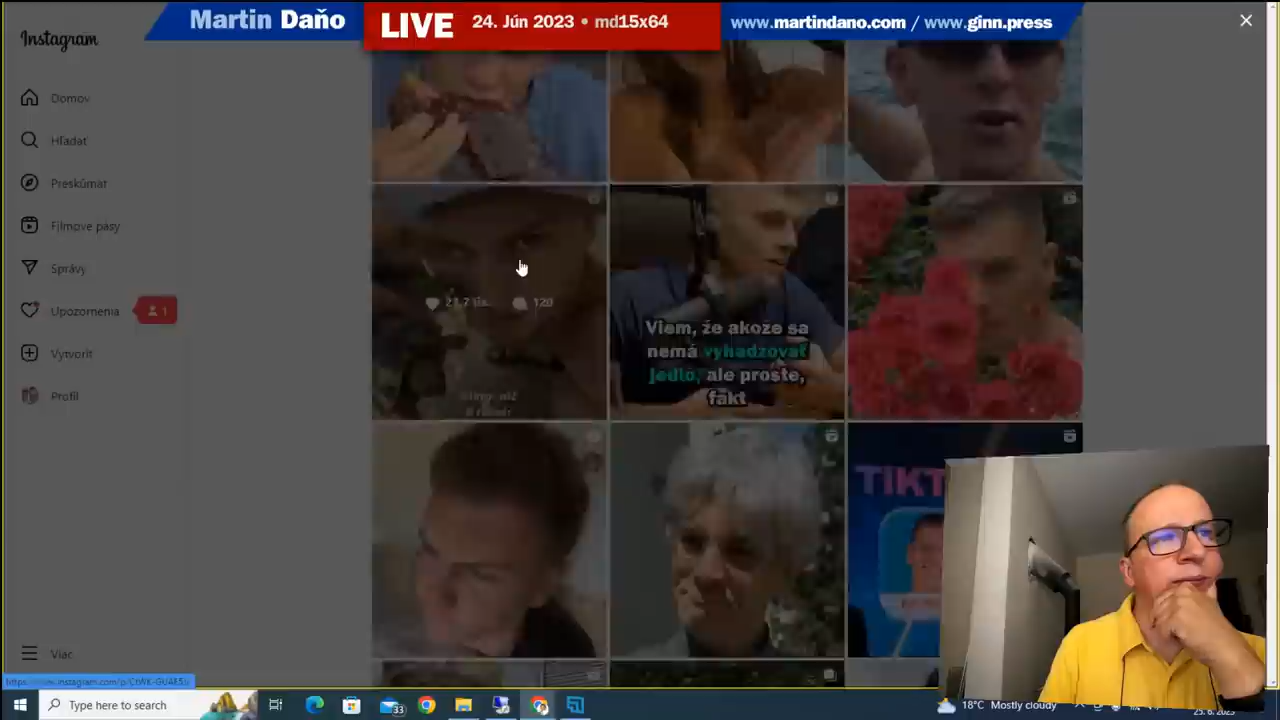 Martin Daňo
LIVE
24. Jún 2023 • md15x64
www.martindano.com / www.ginn.press
Instagram
Domov
Hľadať
Preskúmať
Filmové pásy
Správy
Upozornenia
1
Vytvoriť
Profil
Viac
120
Viem, že akože sa
nemá vyhadzovať
jedlo, ale proste,
fakt
TIKT
Type here to search
33
18°C Mostly cloudy